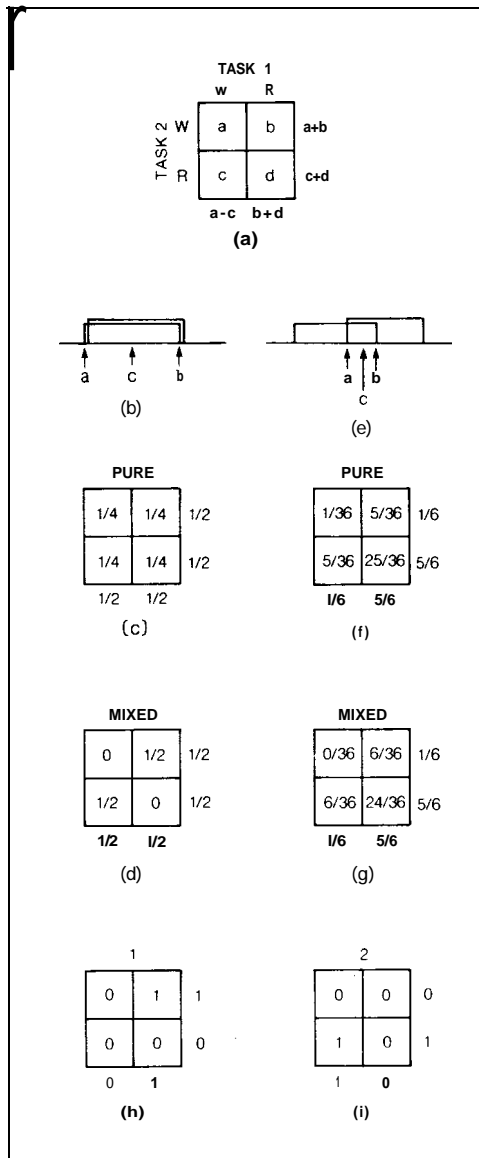 TASK 1
w R
TASK 2
W a b a+b
R c d c+d
a-c b+d
(a)
a c b
(b)
a b
c
(e)
PURE
1/4 1/4 1/2
1/4 1/4 1/2
1/2 1/2
(c)
PURE
1/36 5/36 1/6
5/36 25/36 5/6
I/6 5/6
(f)
MIXED
0 1/2 1/2
1/2 0 1/2
1/2 I/2
(d)
MIXED
0/36 6/36 1/6
6/36 24/36 5/6
I/6 5/6
(g)
1
0 1 1
0 0 0
0 1
(h)
2
0 0 0
1 0 1
1 0
(i)